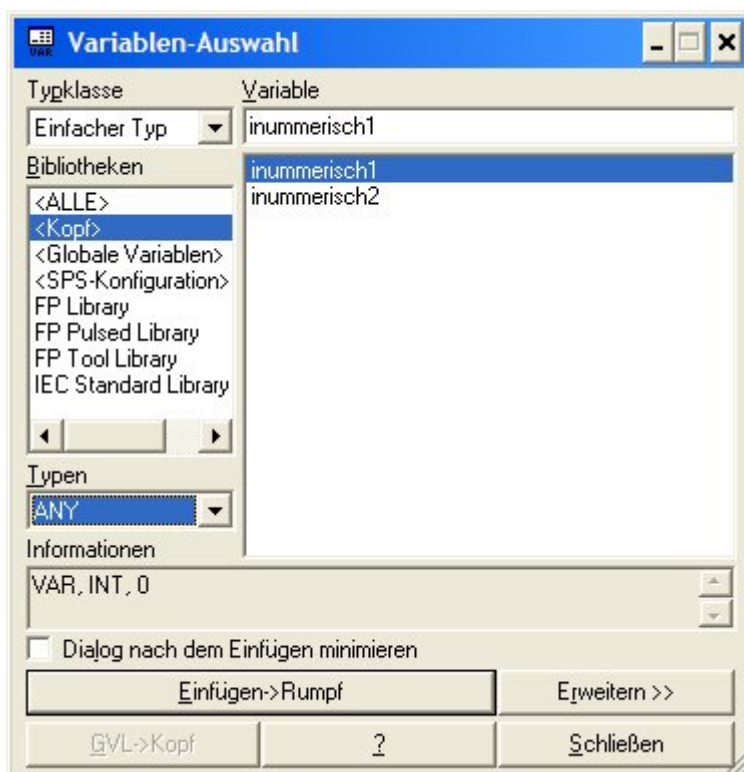 VAR
Variablen-Auswahl
Typklasse
Variable
Einfacher Typ
inummerisch1
Bibliotheken
inummerisch1
inummerisch2
<ALLE>
<Kopf>
<Globale Variablen>
<SPS-Konfiguration>
FP Library
FP Pulsed Library
FP Tool Library
IEC Standard Library
Typen
ANY
Informationen
VAR, INT, 0
Dialog nach dem Einfügen minimieren
Einfügen->Rumpf
Erweitern >>
GVL->Kopf
?
Schließen